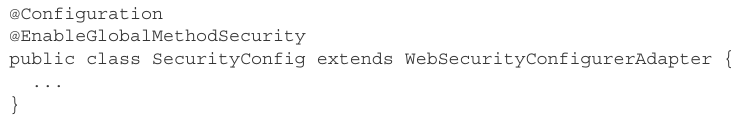 @Configuration
@EnableGlobalMethodSecurity
public class SecurityConfig extends WebSecurityConfigurerAdapter {
  ...
}